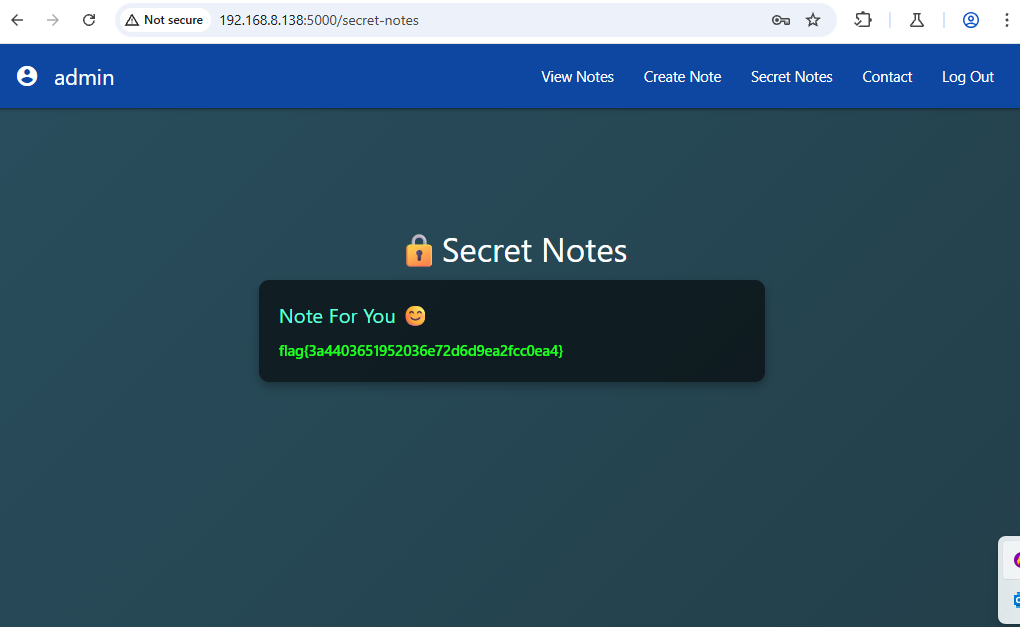 Not secure 192.168.8.138:5000/secret-notes
admin View Notes Create Note Secret Notes Contact Log Out
Secret Notes
Note For You 😊
flag{3a4403651952036e72d6d9ea2fcc0ea4}